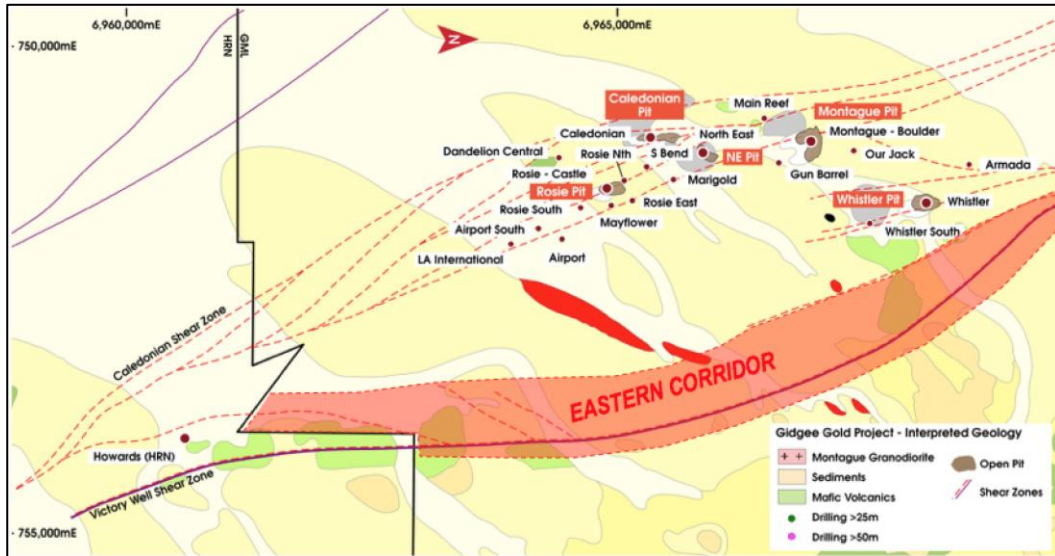 6,960,000mE
6,965,000mE
750,000mE
GML
HRN
N
Caledonian
Pit
Main Reef
Montague Pit
Caledonian
North East
Montague - Boulder
Dandelion Central
Rosie Nth
S Bend
NE Pit
Our Jack
Armada
Rosie - Castle
Gun Barrel
Rosie Pit
Marigold
Whistler Pit
Whistler
Rosie South
Rosie East
Mayflower
Whistler South
Airport South
LA International
Airport
Caledonian Shear Zone
EASTERN CORRIDOR
Howards (HRN)
Victory Well Shear Zone
755,000mE
Gidgee Gold Project - Interpreted Geology
Montague Granodiorite
Open Pit
Sediments
Mafic Volcanics
Shear Zones
Drilling >25m
Drilling >50m